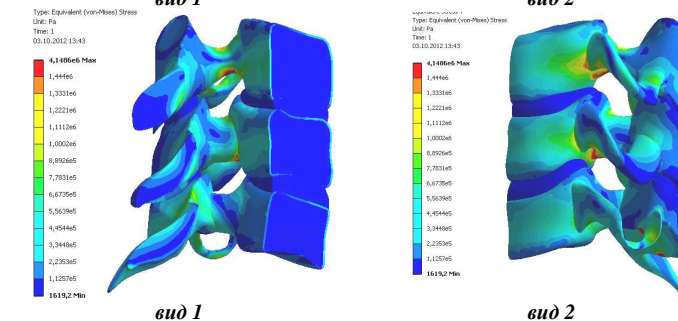 вид 1
вид 2
Type: Equivalent (von-Mises) Stress
Unit: Pa
Time: 1
03.10.2012 13:43
4,1486e6 Max
1,444e6
1,3331e6
1,2221e6
1,1112e6
1,0002e6
8,8926e5
7,7831e5
6,6735e5
5,5639e5
4,4544e5
3,3448e5
2,2353e5
1,1257e5
1619,2 Min
Type: Equivalent (von-Mises) Stress
Unit: Pa
Time: 1
03.10.2012 13:43
4,1486e6 Max
1,444e6
1,3331e6
1,2221e6
1,1112e6
1,0002e6
8,8926e5
7,7831e5
6,6735e5
5,5639e5
4,4544e5
3,3448e5
2,2353e5
1,1257e5
1619,2 Min
вид 1
вид 2